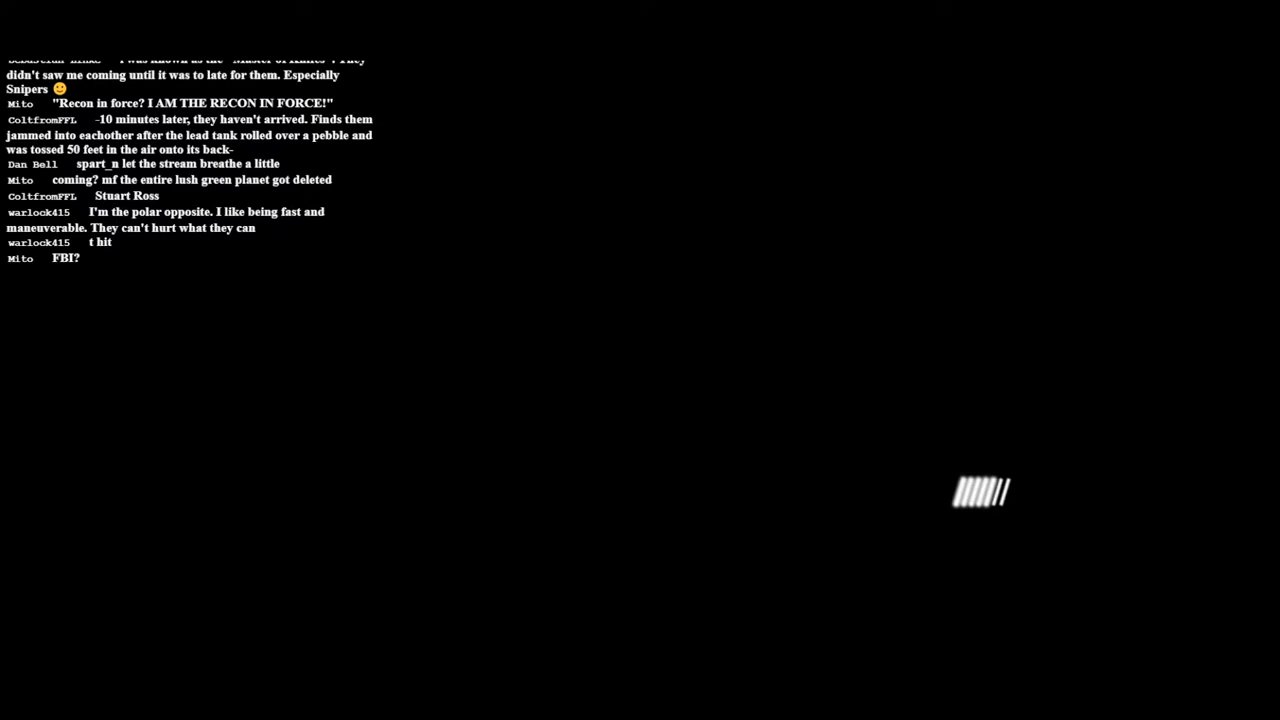 didn't saw me coming until it was to late for them. Especially
Snipers 🙂
Mito "Recon in force? I AM THE RECON IN FORCE!"
ColtfromFFL -10 minutes later, they haven't arrived. Finds them
jammed into eachother after the lead tank rolled over a pebble and
was tossed 50 feet in the air onto its back-
Dan Bell spart_n let the stream breathe a little
Mito coming? mf the entire lush green planet got deleted
ColtfromFFL Stuart Ross
warlock415 I'm the polar opposite. I like being fast and
maneuverable. They can't hurt what they can
warlock415 t hit
Mito FBI?